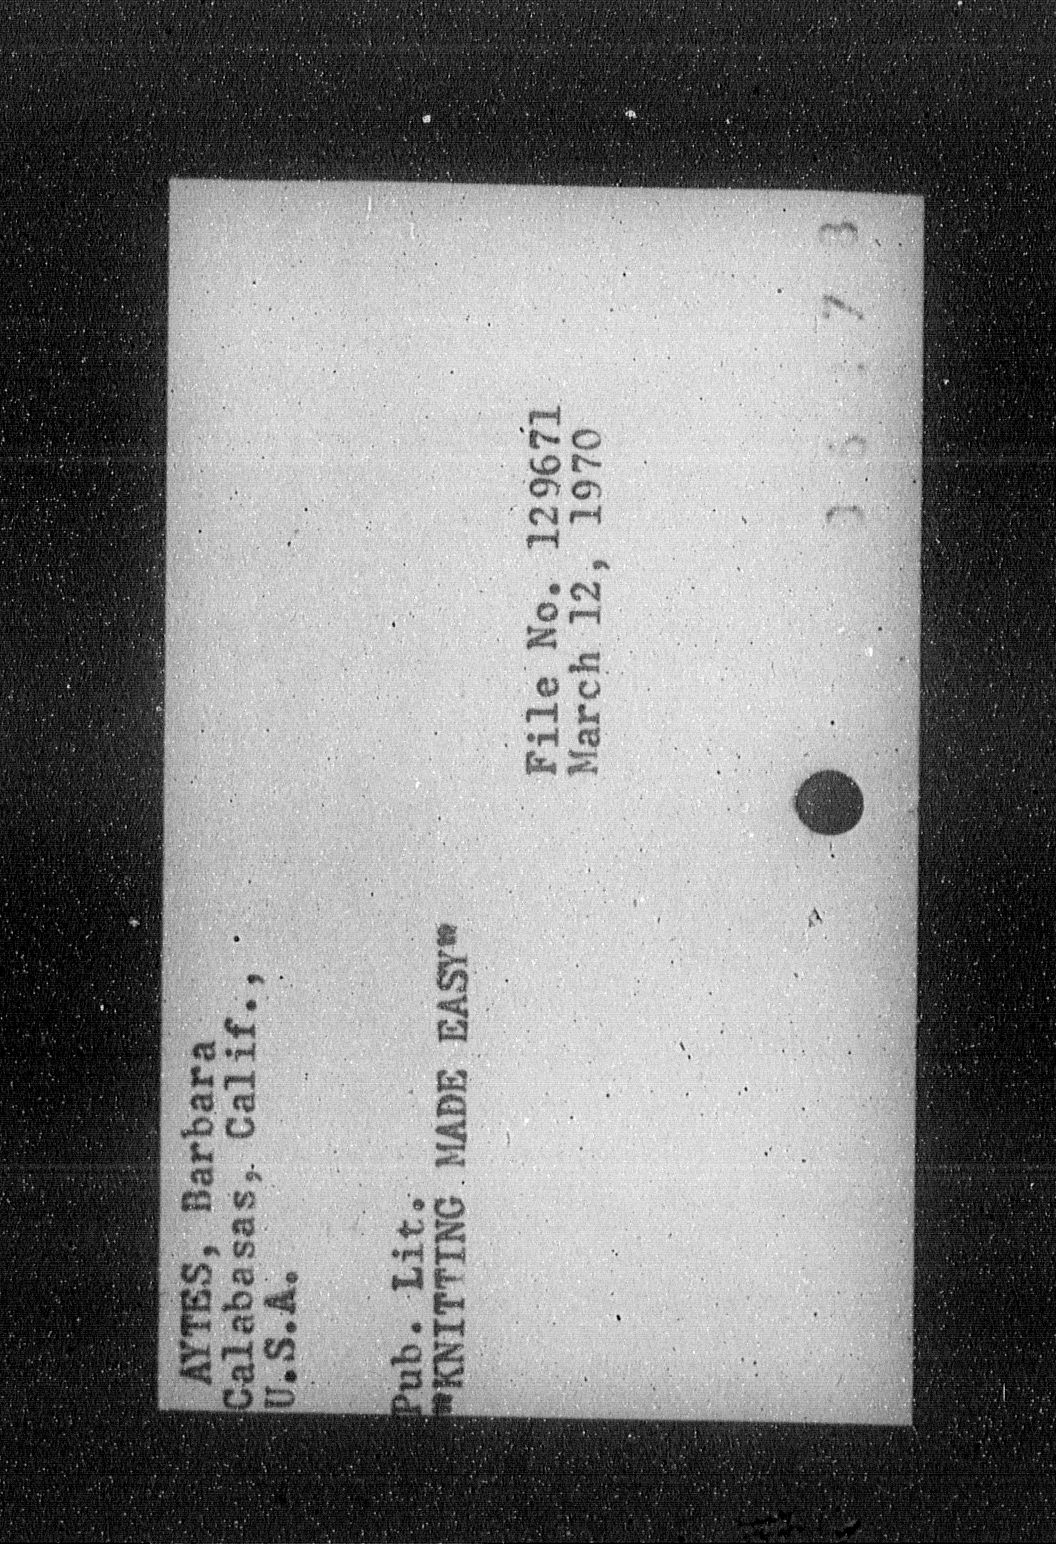 AYTES, Barbara
Calabasas, Calif.,
U.S.A.
Pub. Lit.
"KNITTING MADE EASY"
File No. 129671
March 12, 1970